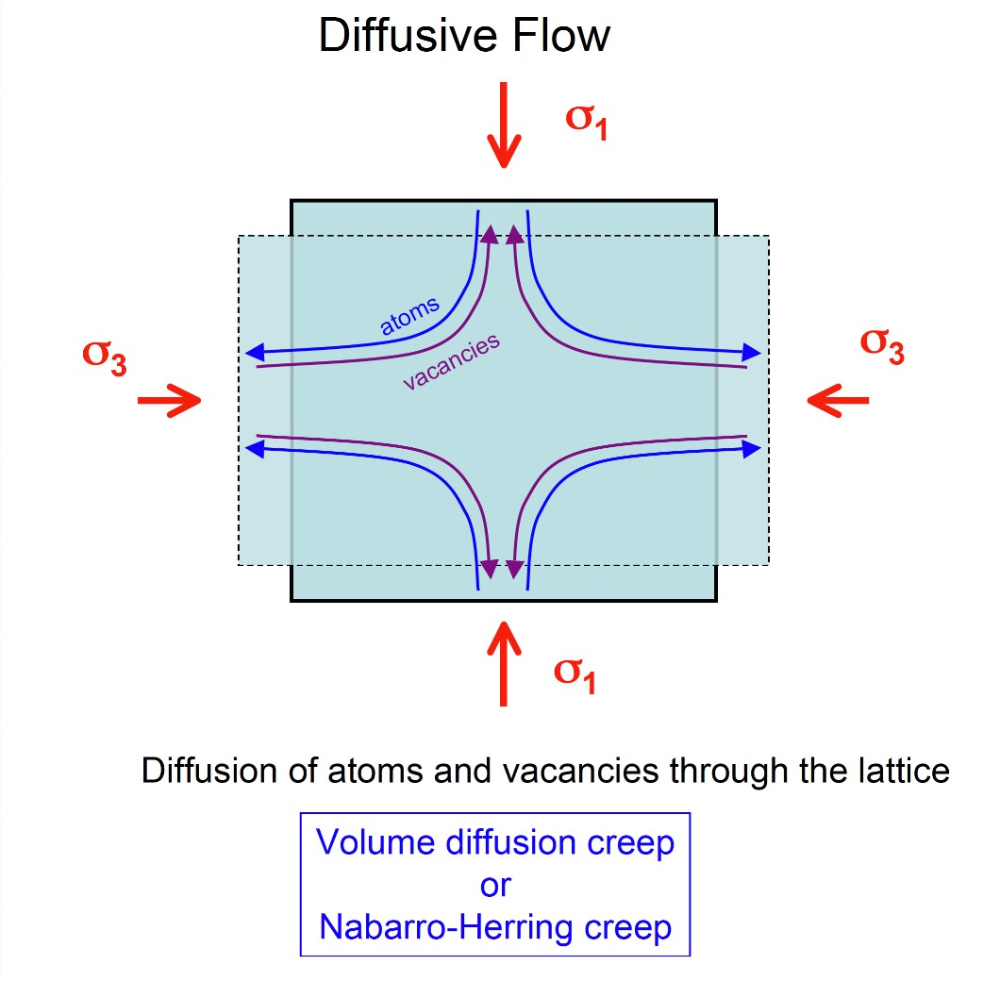 Diffusive Flow
σ1
atoms
vacancies
σ3
σ3
σ1
Diffusion of atoms and vacancies through the lattice
Volume diffusion creep
or
Nabarro-Herring creep